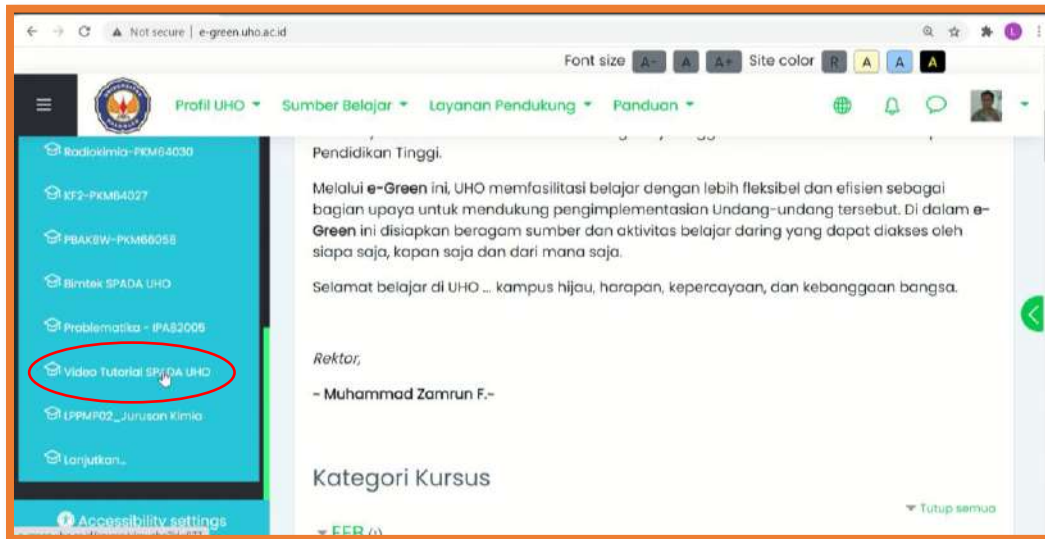 Not secure | e-green.uho.ac.id
Font size A- A A+ Site color R A A A
Profil UHO Sumber Belajar Layanan Pendukung Panduan
Radiokimia-PKM64030
KF2-PKM64027
Bimtek SPADA UHO
Problematika - IPA82005
Video Tutorial SPADA UHO
LPPMP02_Jurusan Kimia
Lanjutkan...
Accessibility settings
Pendidikan Tinggi.
Melalui e-Green ini, UHO memfasilitasi belajar dengan lebih fleksibel dan efisien sebagai
bagian upaya untuk mendukung pengimplementasian Undang-undang tersebut. Di dalam e-
Green ini disiapkan beragam sumber dan aktivitas belajar daring yang dapat diakses oleh
siapa saja, kapan saja dan dari mana saja.
Selamat belajar di UHO ... kampus hijau, harapan, kepercayaan, dan kebanggaan bangsa.
Rektor,
~ Muhammad Zamrun F.~
Kategori Kursus
Tutup semua
FEB (1)